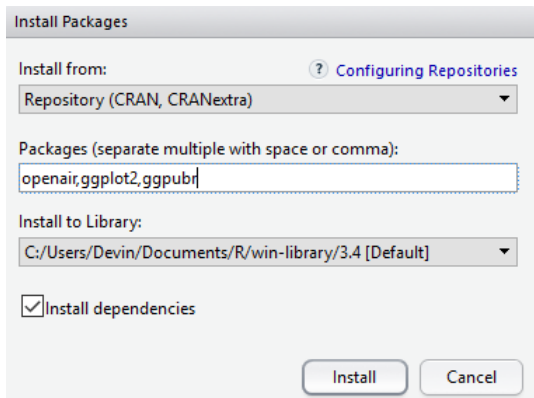 Install Packages
Install from:
? Configuring Repositories
Repository (CRAN, CRANextra)
Packages (separate multiple with space or comma):
openair,ggplot2,ggpubr
Install to Library:
C:/Users/Devin/Documents/R/win-library/3.4 [Default]
Install dependencies
Install
Cancel